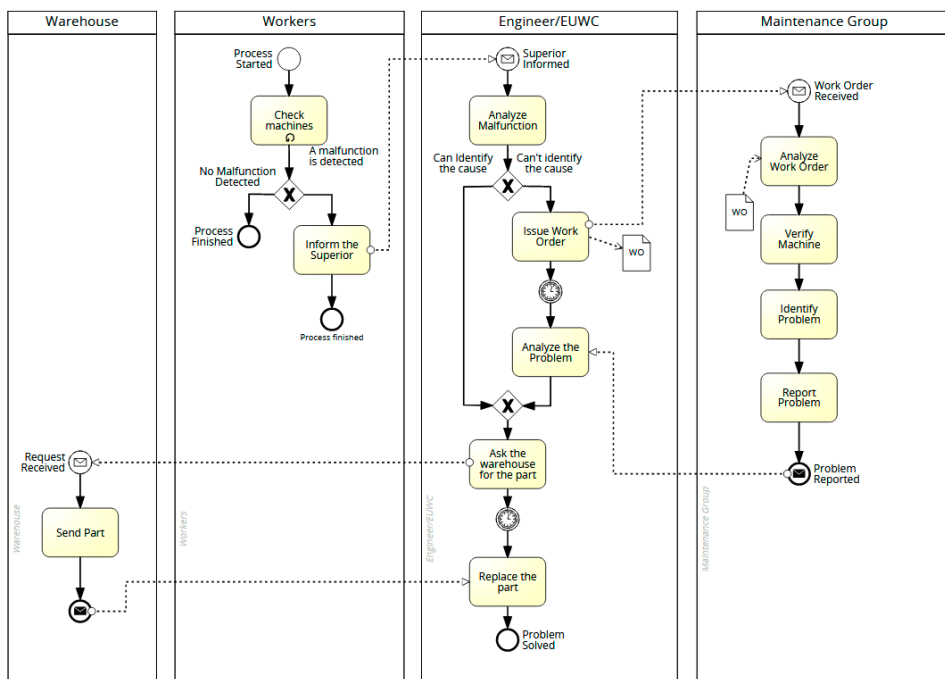 Warehouse
Workers
Engineer/EUWC
Maintenance Group
Process
Started
Check
machines
A malfunction
is detected
No Malfunction
Detected
Process
Finished
Inform the
Superior
Process finished
Superior
Informed
Analyze
Malfunction
Can Identify
the cause
Can't identify
the cause
Issue Work
Order
WO
Analyze the
Problem
Ask the
warehouse
for the part
Replace the
part
Problem
Solved
Work Order
Received
Analyze
Work Order
WO
Verify
Machine
Identify
Problem
Report
Problem
Problem
Reported
Request
Received
Send Part
Warehouse
Workers
Engineer/EUWC
Maintenance Group